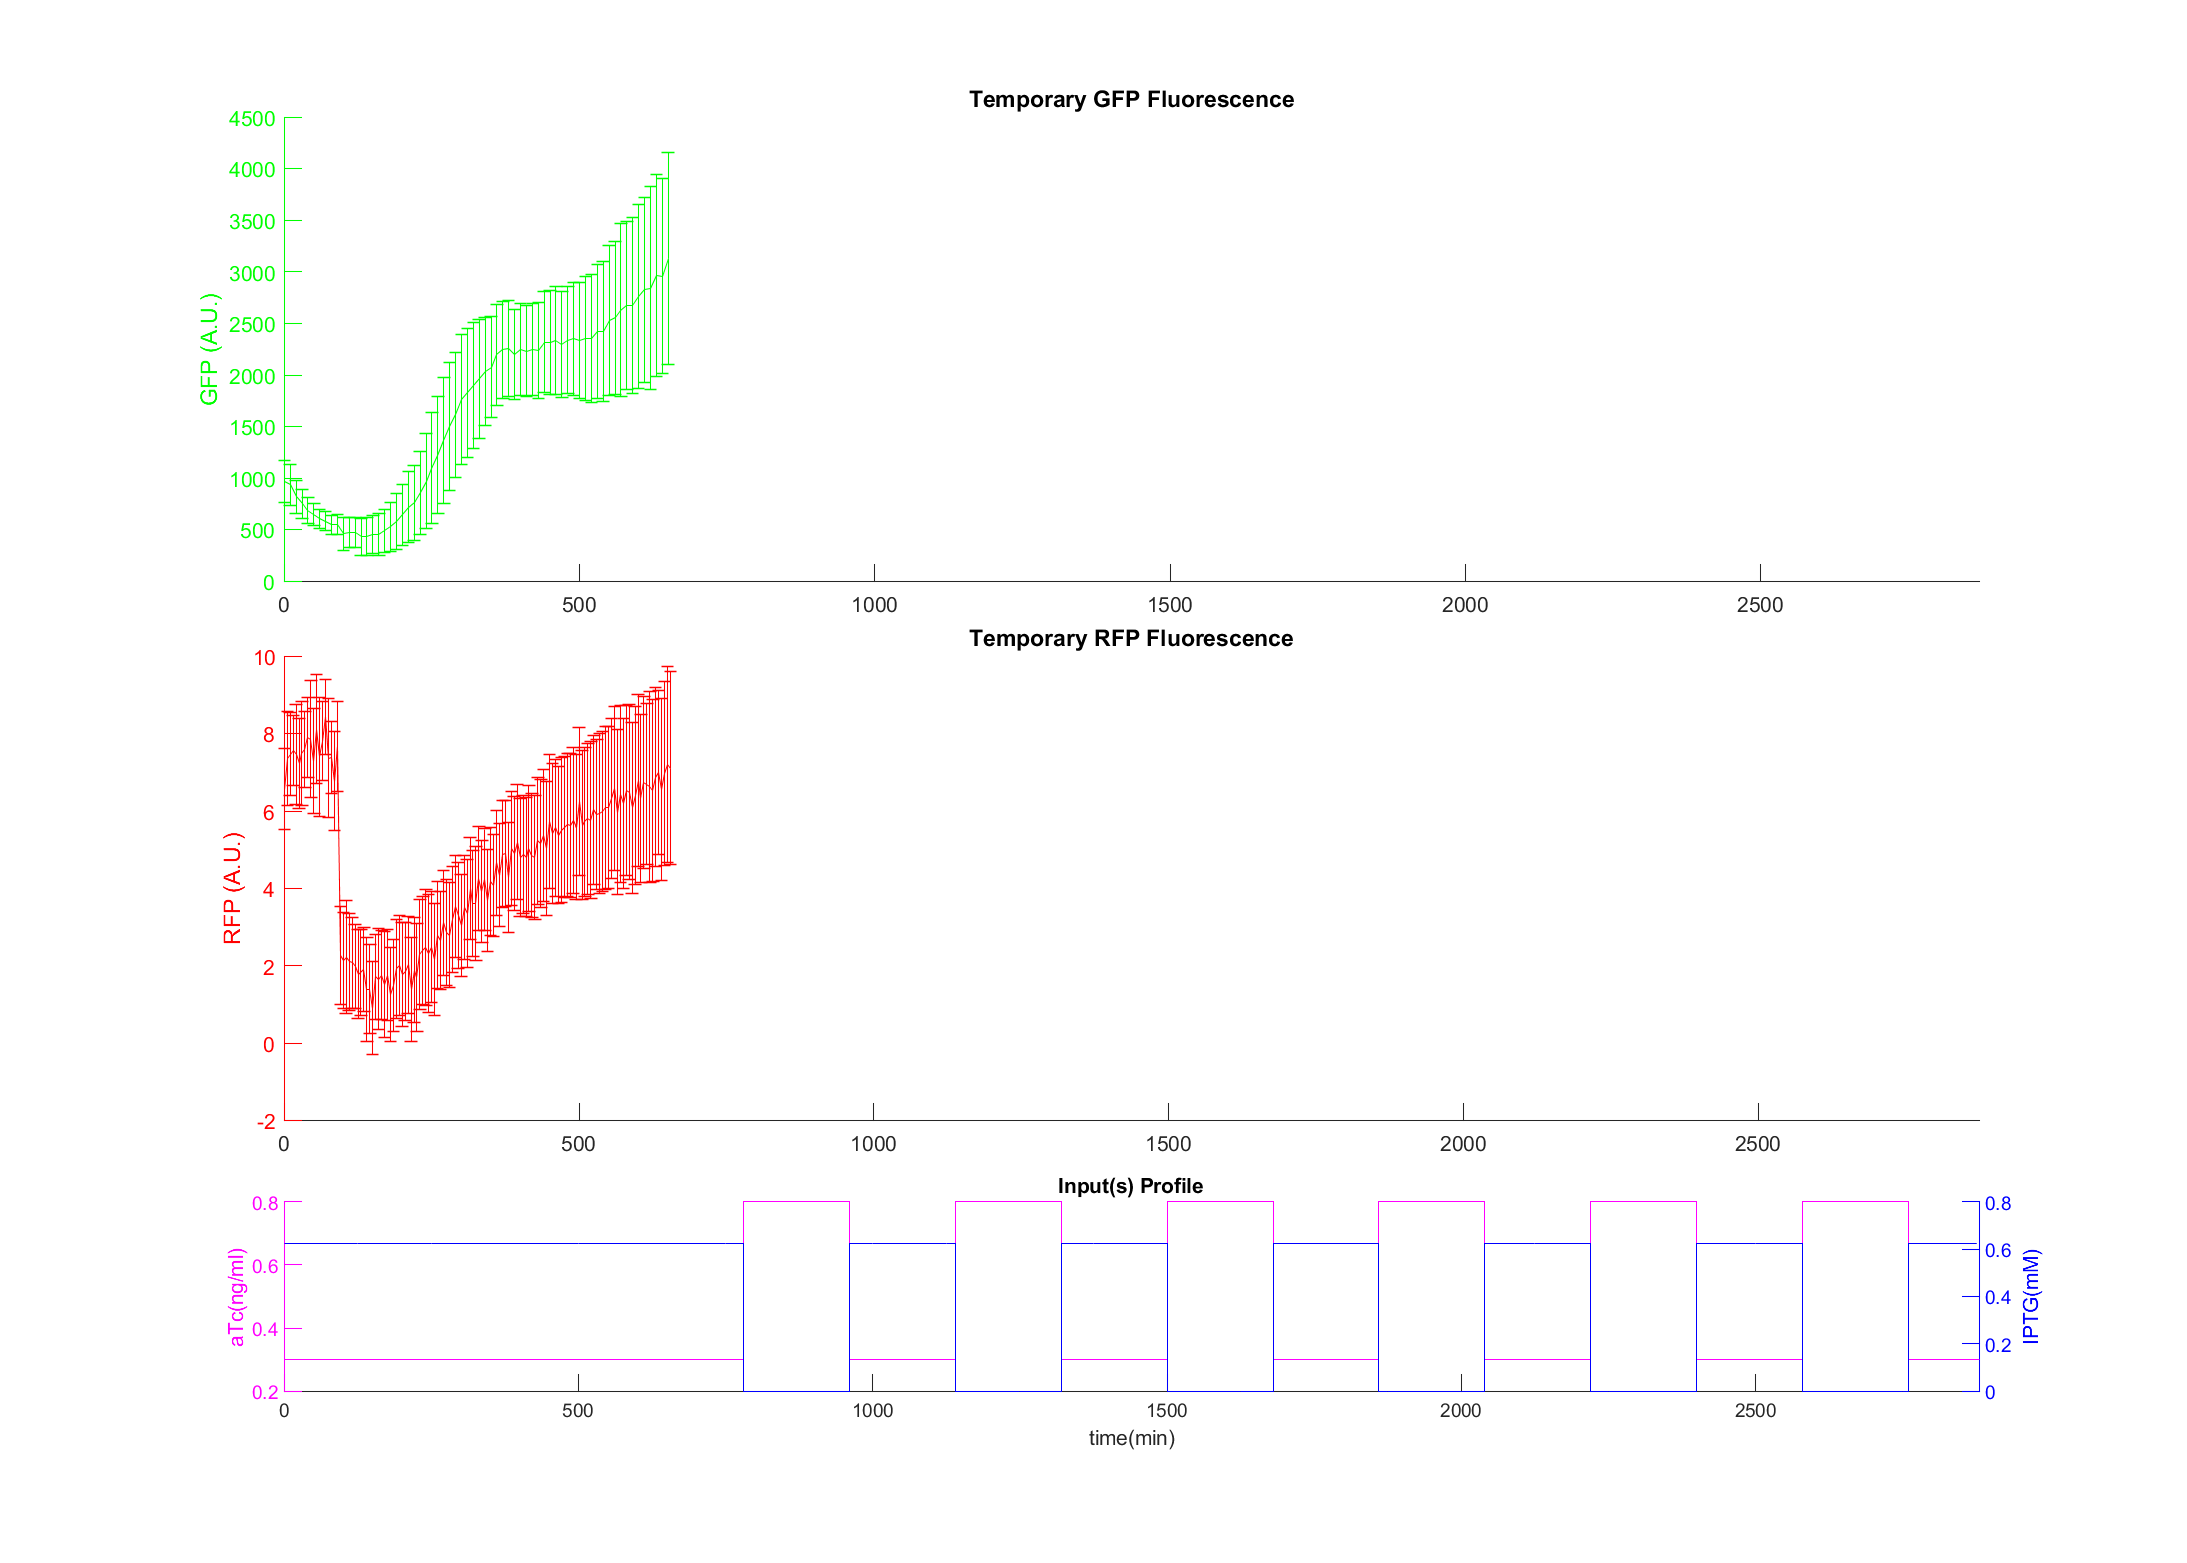 Temporary GFP Fluorescence
4500
4000
3500
3000
2500
2000
1500
1000
500
0
GFP (A.U.)
0 500 1000 1500 2000 2500
Temporary RFP Fluorescence
10
8
6
4
2
0
-2
RFP (A.U.)
0 500 1000 1500 2000 2500
Input(s) Profile
0.8
0.6
0.4
0.2
aTc(ng/ml)
0.8
0.6
0.4
0.2
0
IPTG(mM)
0 500 1000 1500 2000 2500
time(min)